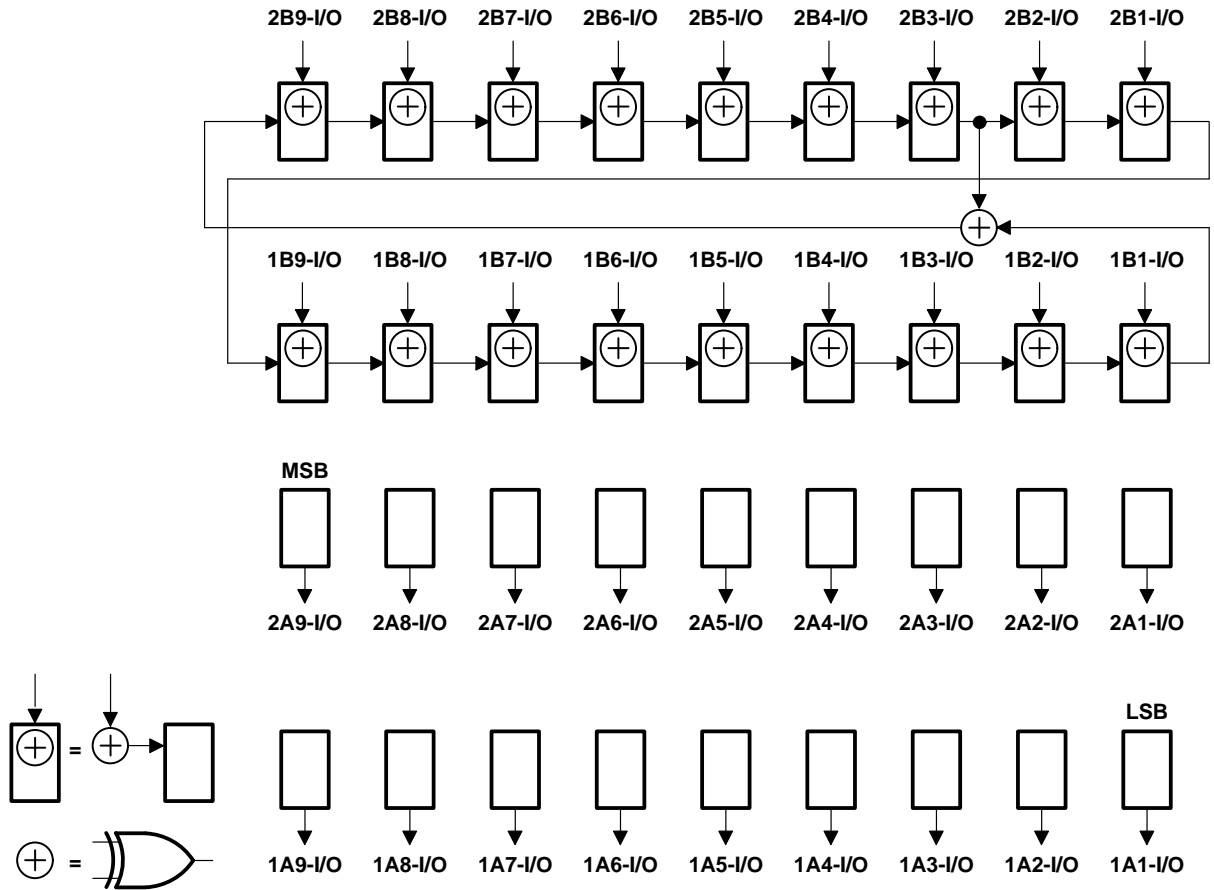 2B9-I/O 2B8-I/O 2B7-I/O 2B6-I/O 2B5-I/O 2B4-I/O 2B3-I/O 2B2-I/O 2B1-I/O
1B9-I/O 1B8-I/O 1B7-I/O 1B6-I/O 1B5-I/O 1B4-I/O 1B3-I/O 1B2-I/O 1B1-I/O
MSB
2A9-I/O 2A8-I/O 2A7-I/O 2A6-I/O 2A5-I/O 2A4-I/O 2A3-I/O 2A2-I/O 2A1-I/O
LSB
=
=
1A9-I/O 1A8-I/O 1A7-I/O 1A6-I/O 1A5-I/O 1A4-I/O 1A3-I/O 1A2-I/O 1A1-I/O